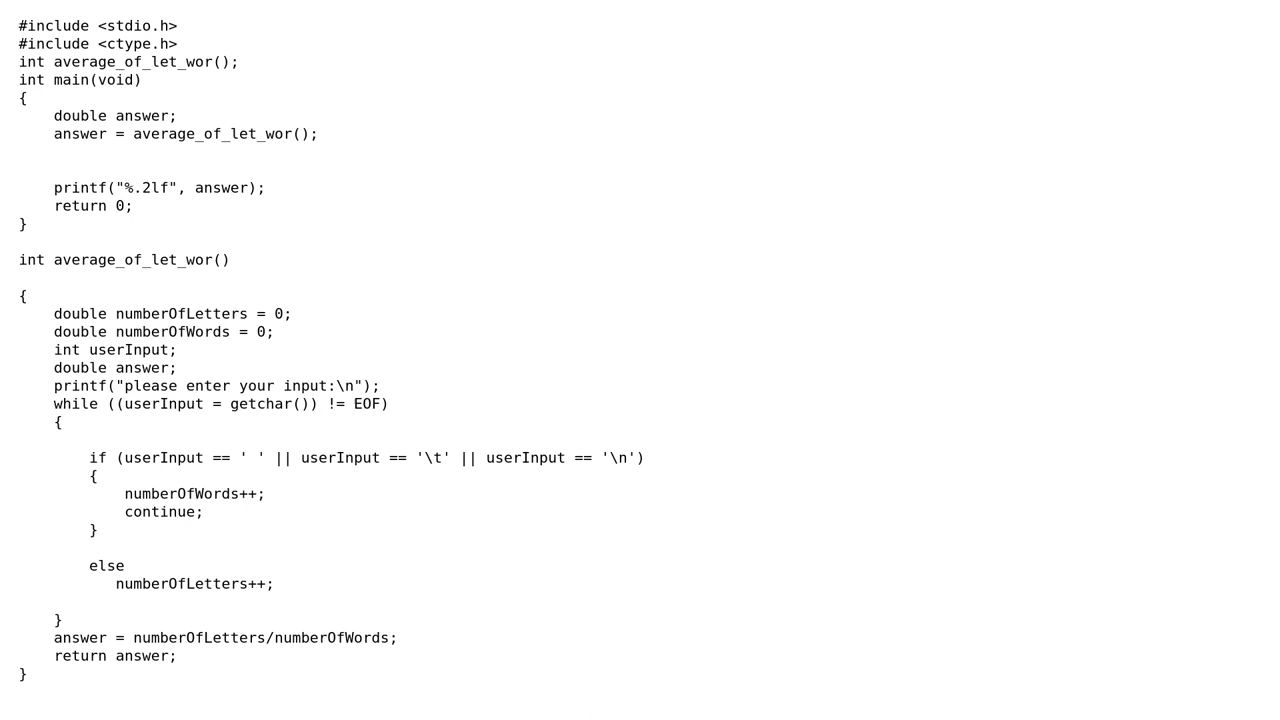 #include <stdio.h>
#include <ctype.h>
int average_of_let_wor();
int main(void)
{
    double answer;
    answer = average_of_let_wor();


    printf("%.2lf", answer);
    return 0;
}

int average_of_let_wor()

{
    double numberOfLetters = 0;
    double numberOfWords = 0;
    int userInput;
    double answer;
    printf("please enter your input:\n");
    while ((userInput = getchar()) != EOF)
    {

        if (userInput == ' ' || userInput == '\t' || userInput == '\n')
        {
            numberOfWords++;
            continue;
        }

        else
           numberOfLetters++;

    }
    answer = numberOfLetters/numberOfWords;
    return answer;
}